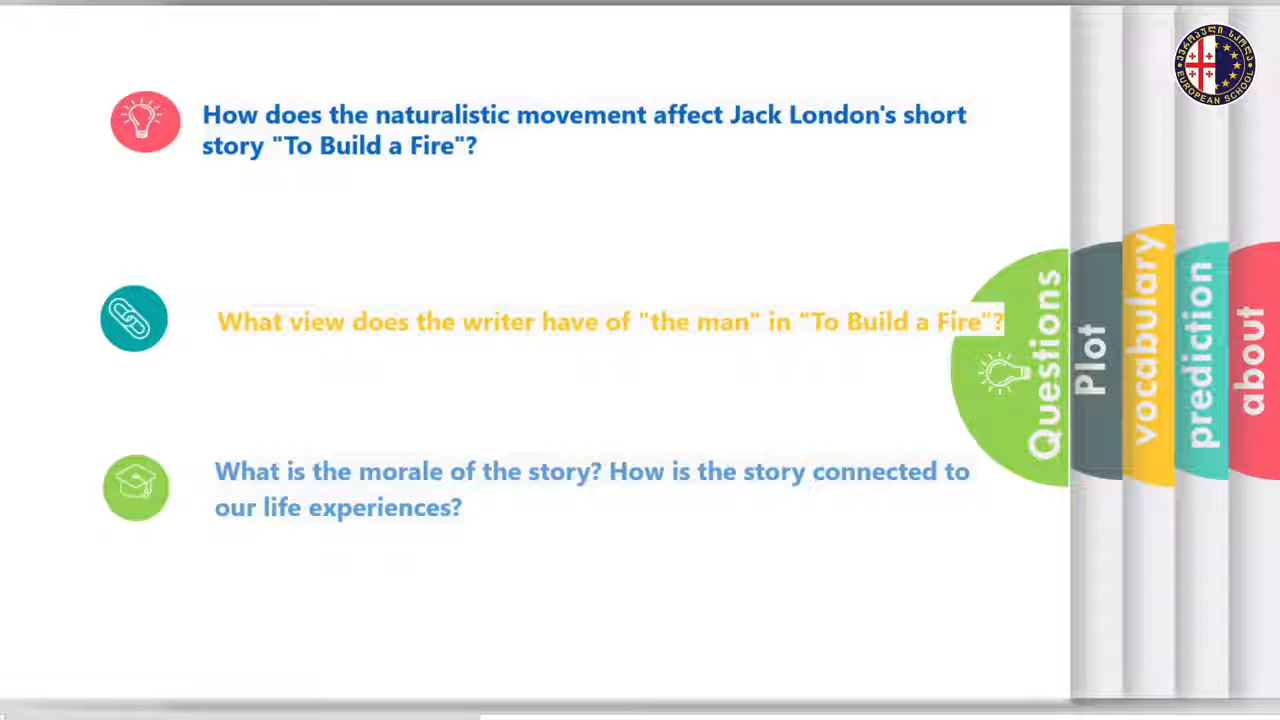 How does the naturalistic movement affect Jack London's short
story "To Build a Fire"?
What view does the writer have of "the man" in "To Build a Fire"?
What is the morale of the story? How is the story connected to
our life experiences?
Questions
Plot
vocabulary
prediction
about
ევროპული სკოლა
EUROPEAN SCHOOL